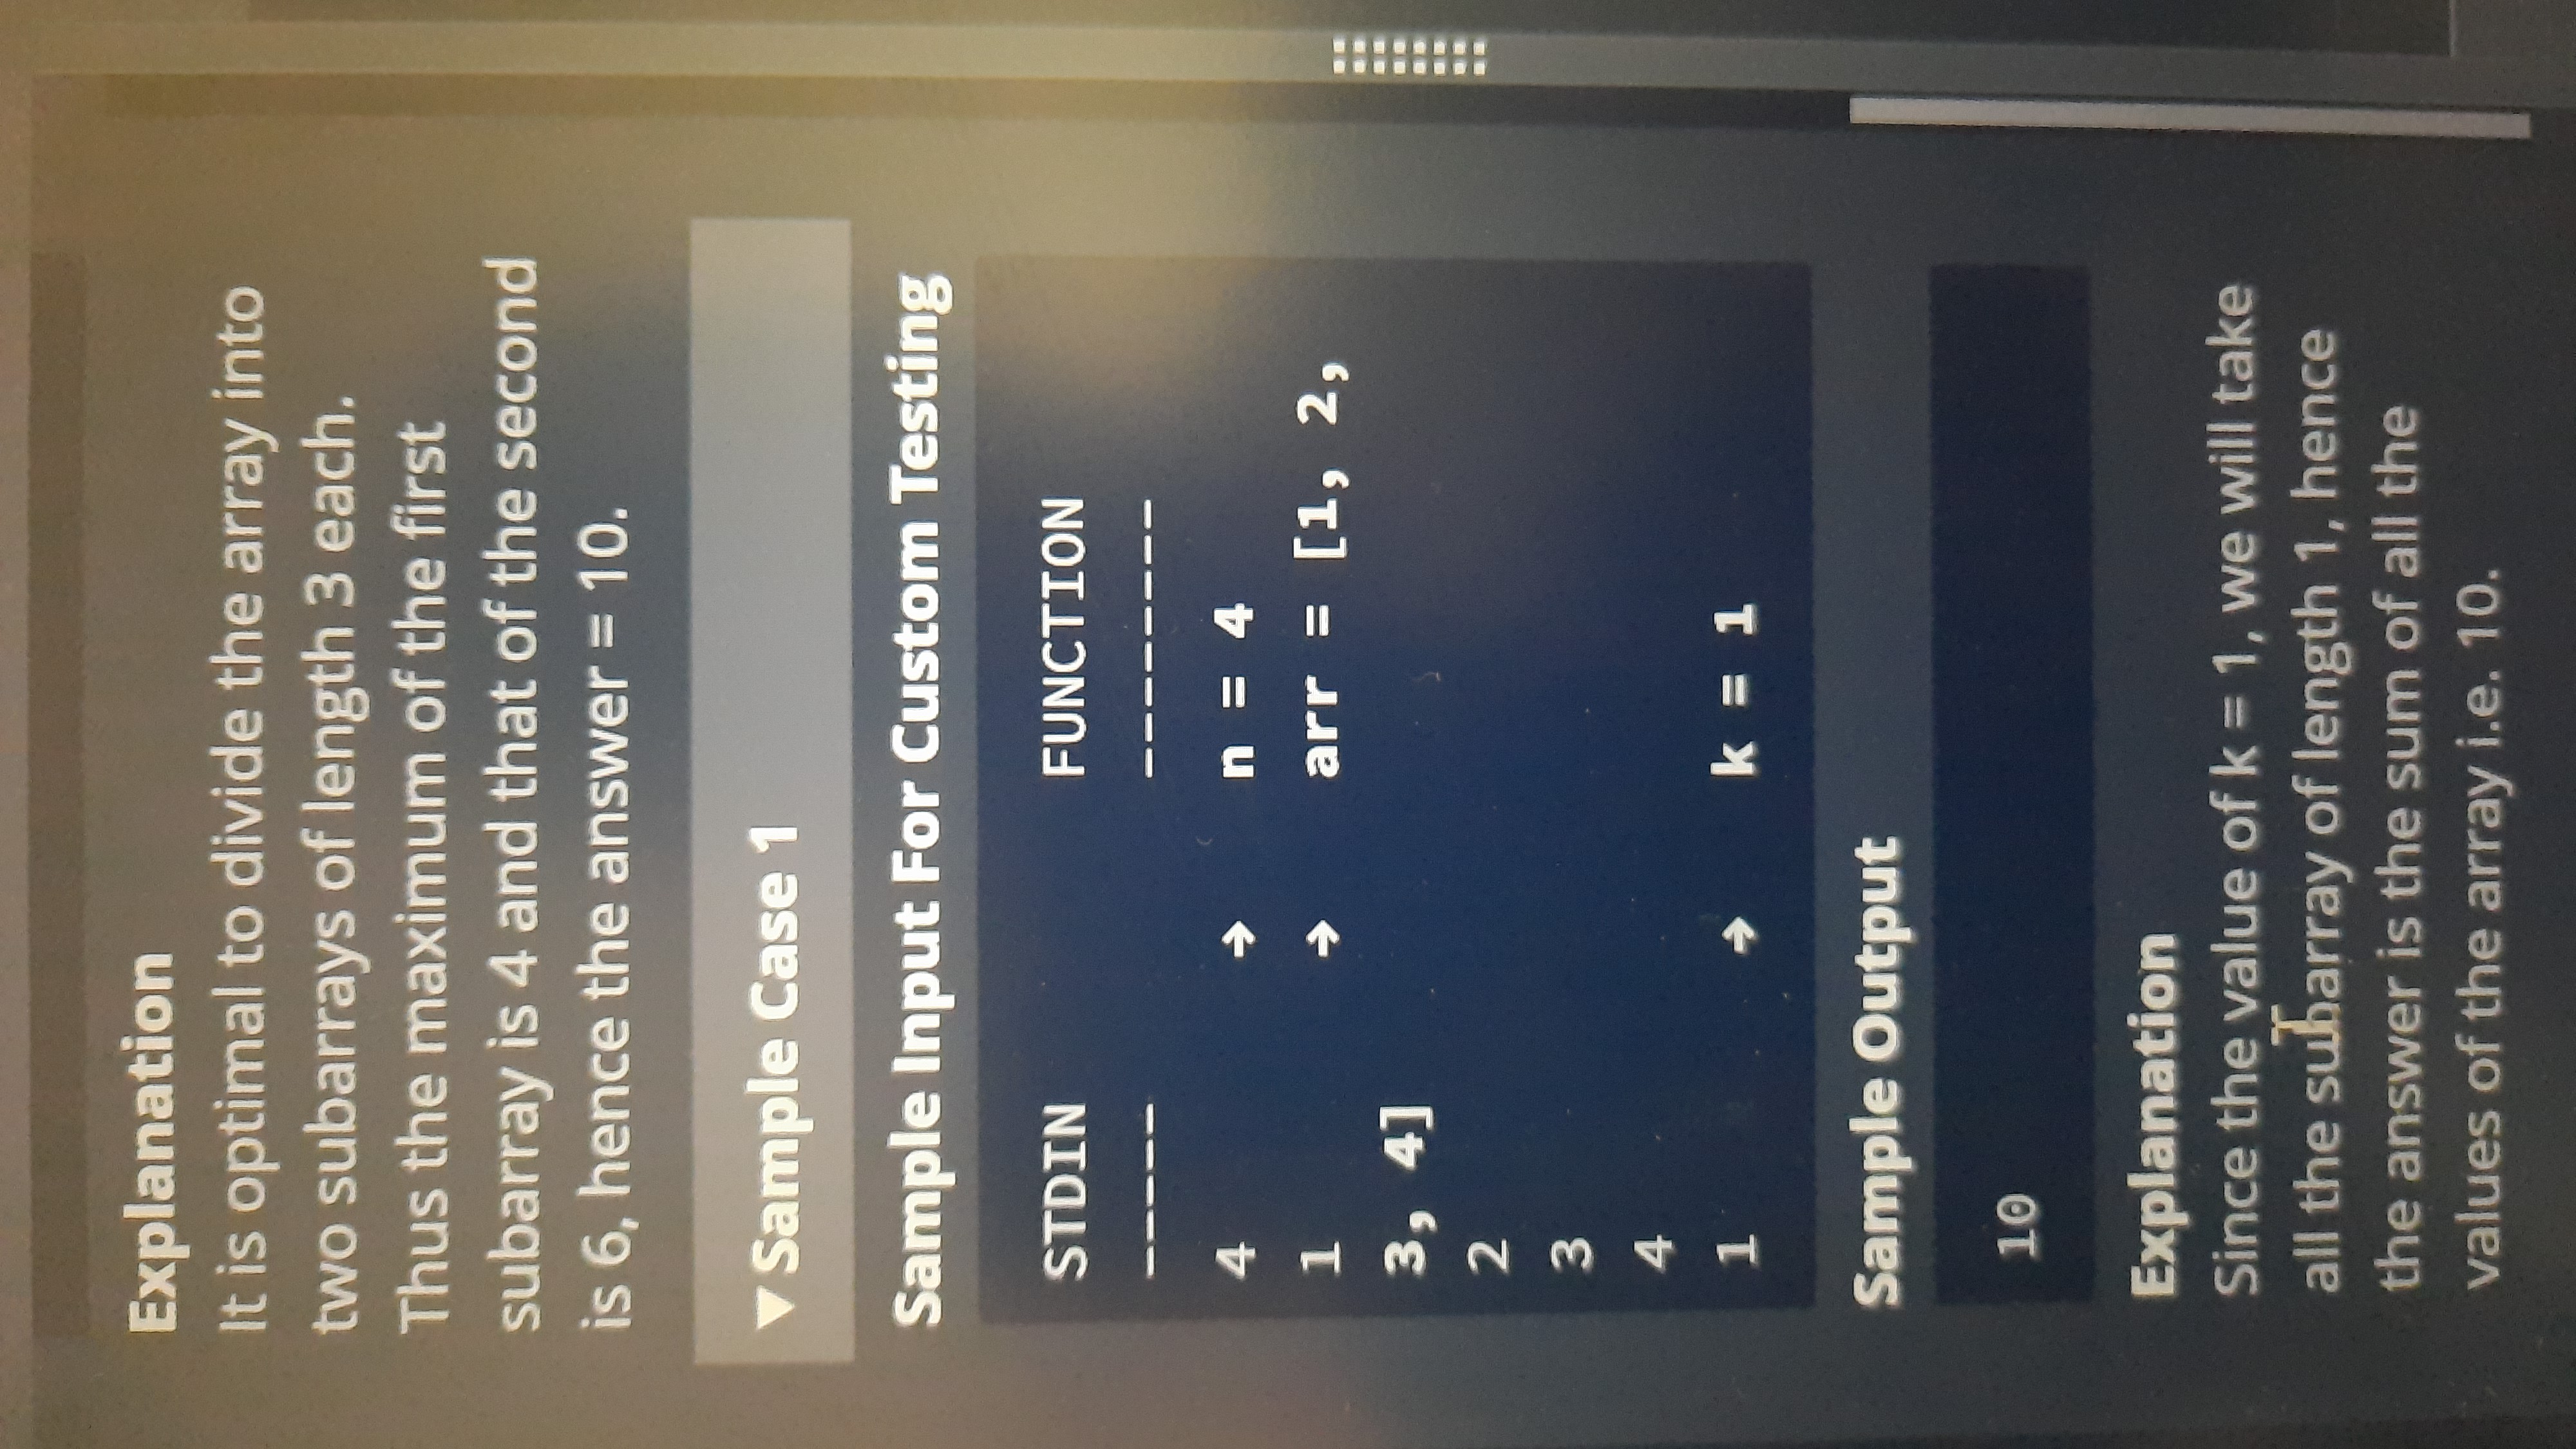 Explanation
It is optimal to divide the array into
two subarrays of length 3 each.
Thus the maximum of the first
subarray is 4 and that of the second
is 6, hence the answer = 10.
▼ Sample Case 1
Sample Input For Custom Testing
STDIN FUNCTION
----- --------
4 → n = 4
1 → arr = [1, 2,
3, 4]
2
3
4
1 → k = 1
Sample Output
10
Explanation
Since the value of k = 1, we will take
all the subarray of length 1, hence
the answer is the sum of all the
values of the array i.e. 10.